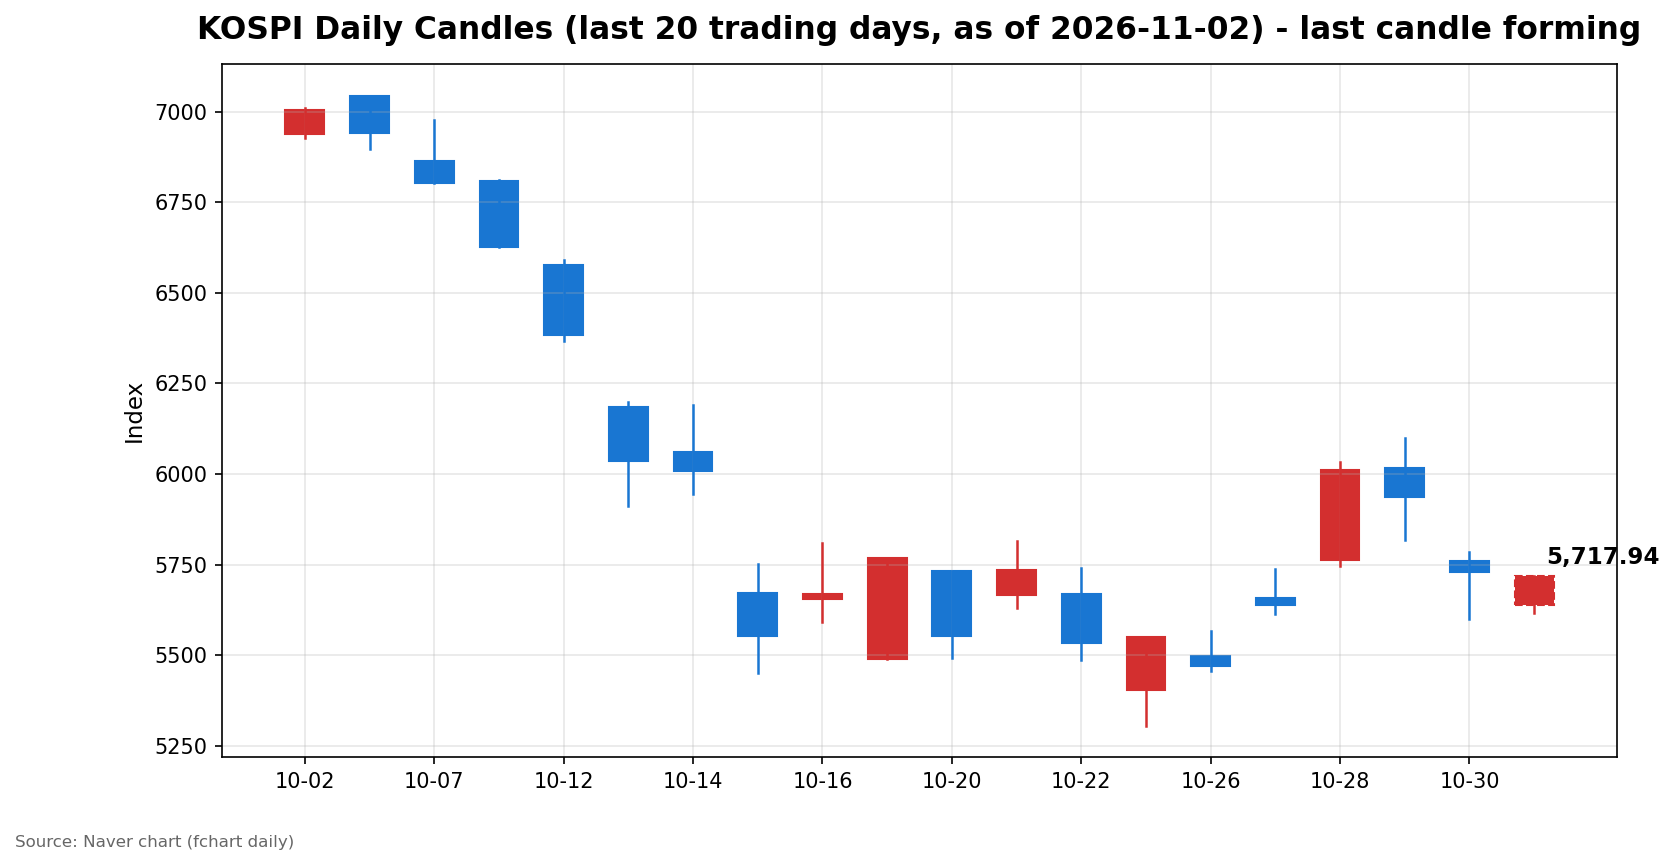 KOSPI Daily Candles (last 20 trading days, as of 2026-11-02) - last candle forming
Index
7000
6750
6500
6250
6000
5750
5500
5250
5,717.94
10-02 10-07 10-12 10-14 10-16 10-20 10-21 10-22 10-26 10-28 10-30
Source: Naver chart (fchart daily)